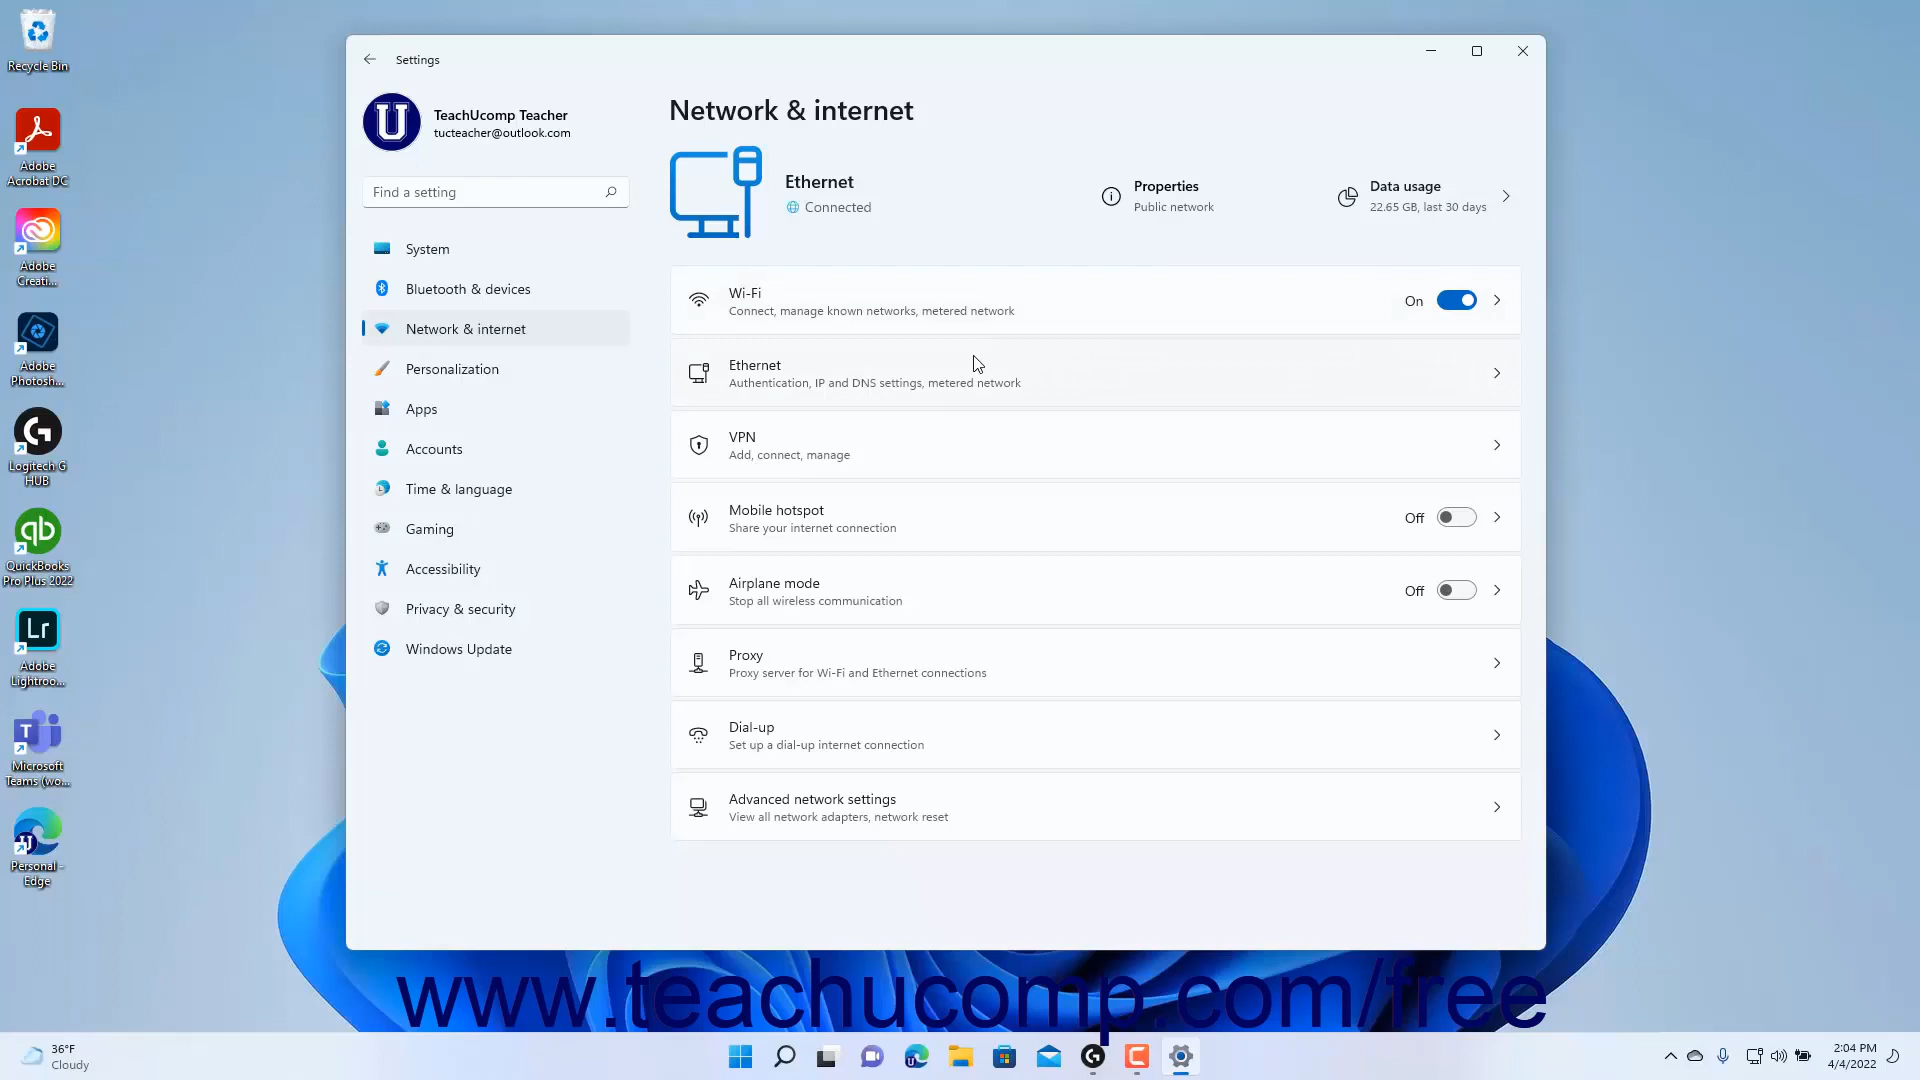 Recycle Bin
Adobe
Acrobat DC
Adobe
Creati...
Adobe
Photosh...
Logitech G
HUB
QuickBooks
Pro Plus 2022
Lr
Adobe
Lightroo...
Microsoft
Teams (wo...
Personal -
Edge
Settings
TeachUcomp Teacher
tucteacher@outlook.com
Find a setting
System
Bluetooth & devices
Network & internet
Personalization
Apps
Accounts
Time & language
Gaming
Accessibility
Privacy & security
Windows Update
Network & internet
Ethernet
Connected
Properties
Public network
Data usage
22.65 GB, last 30 days
Wi-Fi
Connect, manage known networks, metered network
On
Ethernet
Authentication, IP and DNS settings, metered network
VPN
Add, connect, manage
Mobile hotspot
Share your internet connection
Off
Airplane mode
Stop all wireless communication
Off
Proxy
Proxy server for Wi-Fi and Ethernet connections
Dial-up
Set up a dial-up internet connection
Advanced network settings
View all network adapters, network reset
www.teachucomp.com/free
36°F
Cloudy
2:04 PM
4/4/2022